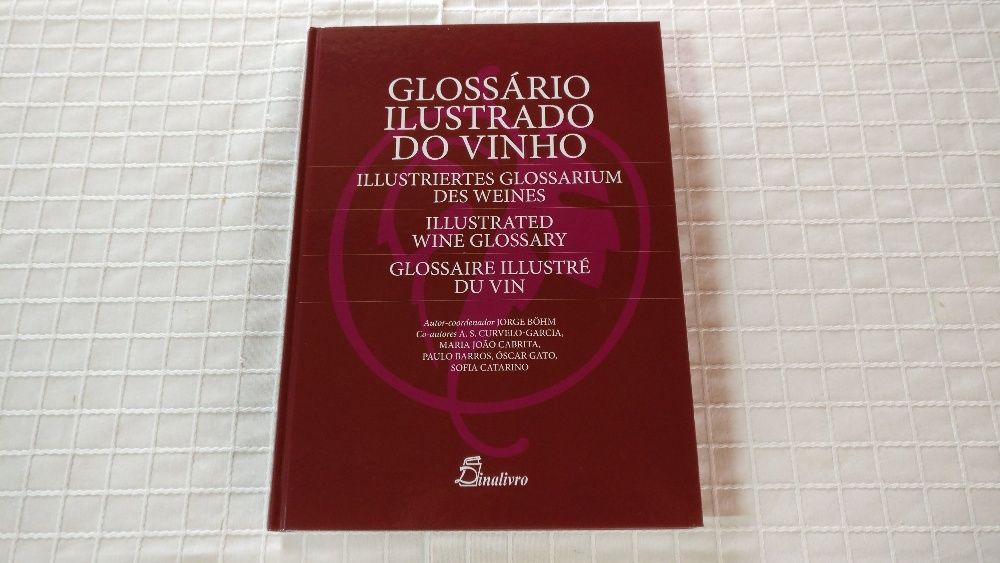 GLOSSÁRIO
ILUSTRADO
DO VINHO
ILLUSTRIERTES GLOSSARIUM
DES WEINES
ILLUSTRATED
WINE GLOSSARY
GLOSSAIRE ILLUSTRÉ
DU VIN
Autor-coordenador JORGE BÖHM
Co-autores A. S. CURVELO-GARCIA,
MARIA JOÃO CABRITA,
PAULO BARROS, ÓSCAR GATO,
SOFIA CATARINO
Dinalivro